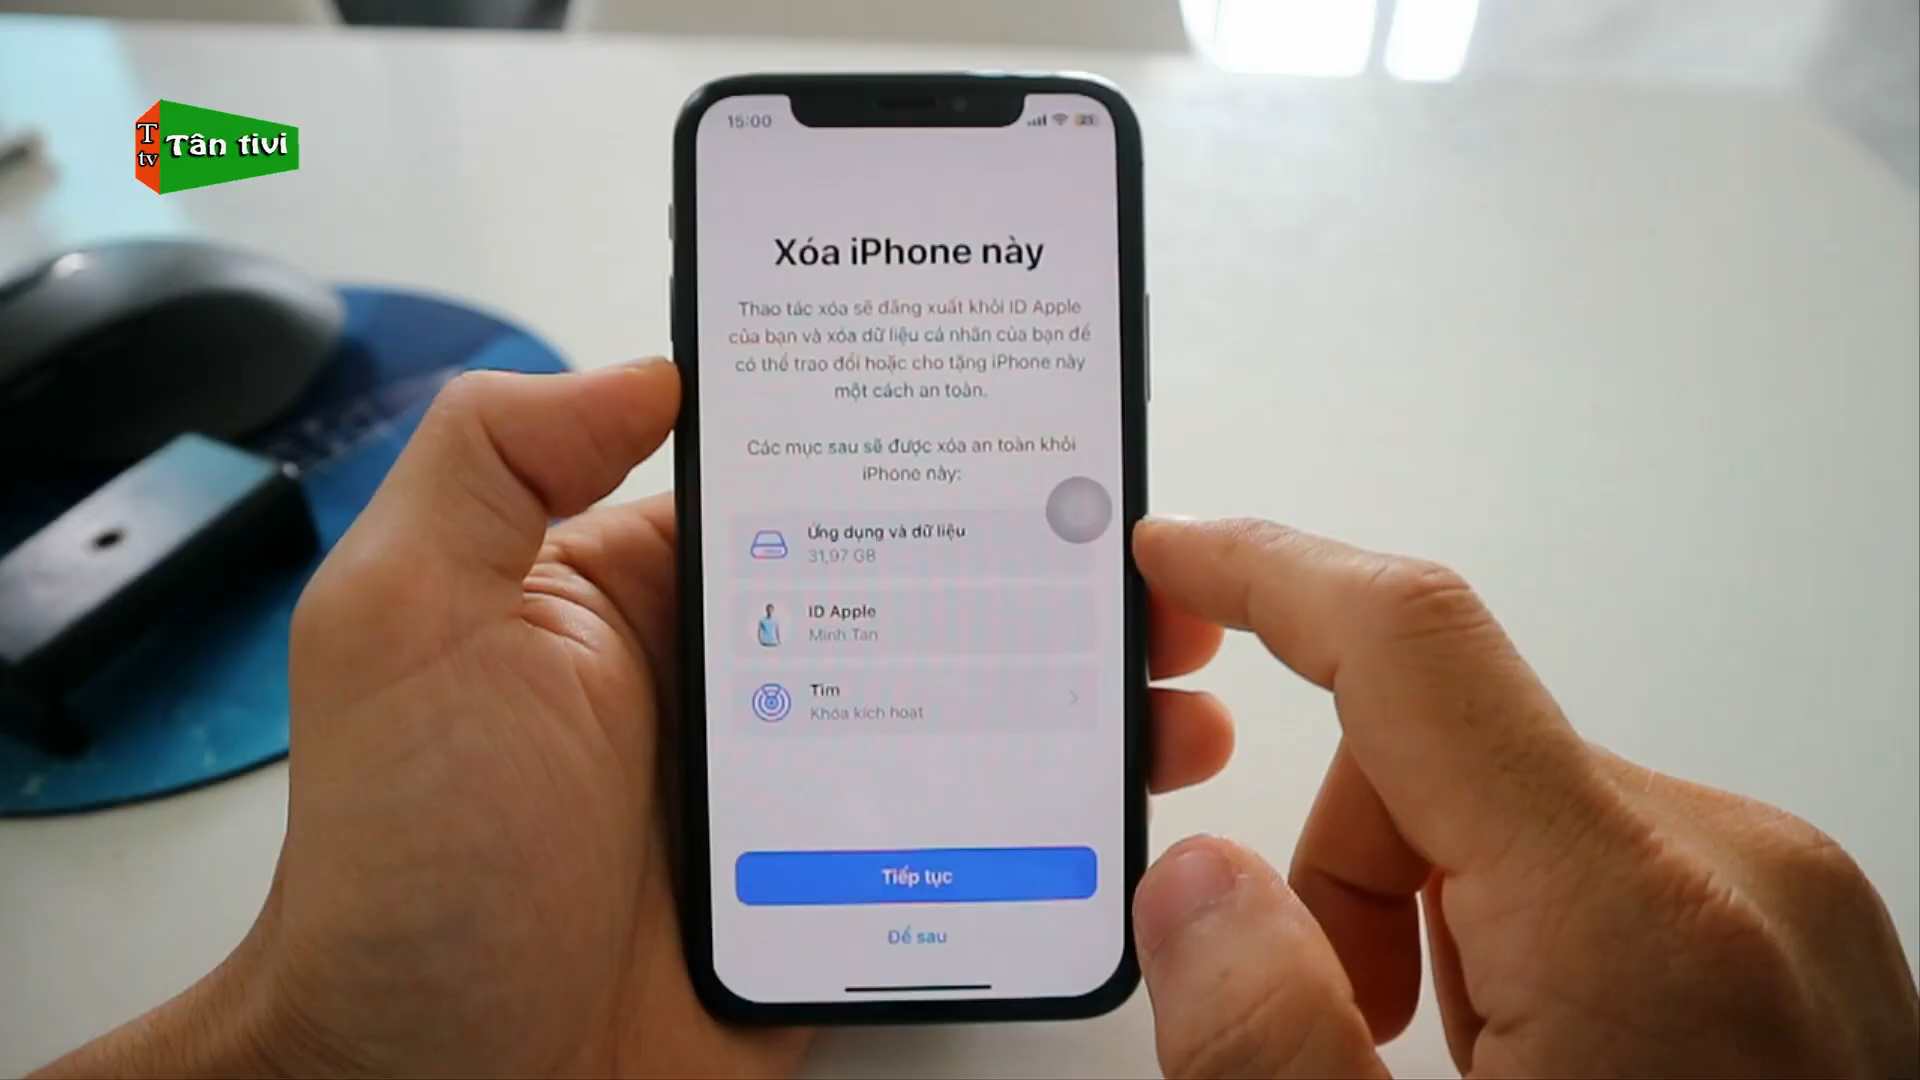 T
tv
Tân tivi
15:00
21
Xóa iPhone này
Thao tác xóa sẽ đăng xuất khỏi ID Apple
của bạn và xóa dữ liệu cá nhân của bạn để
có thể trao đổi hoặc cho tặng iPhone này
một cách an toàn.
Các mục sau sẽ được xóa an toàn khỏi
iPhone này:
Ứng dụng và dữ liệu
31,97 GB
ID Apple
Minh Tan
Tìm
Khóa kích hoạt
Tiếp tục
Để sau